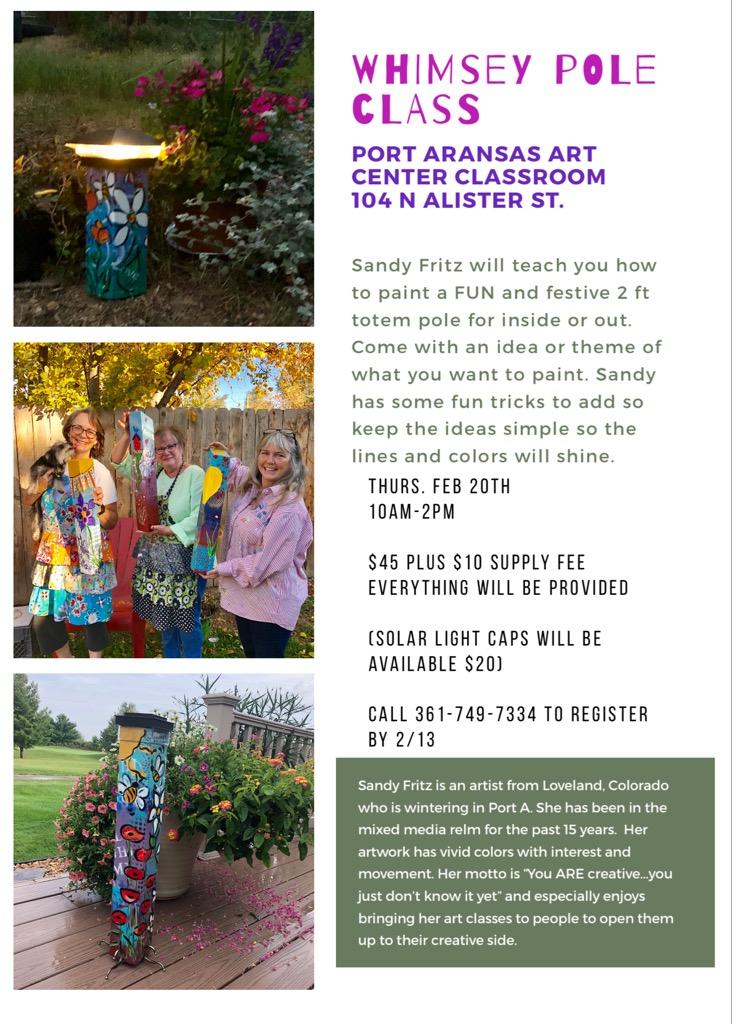 WHIMSEY POLE
CLASS
PORT ARANSAS ART
CENTER CLASSROOM
104 N ALISTER ST.
Sandy Fritz will teach you how
to paint a FUN and festive 2 ft
totem pole for inside or out.
Come with an idea or theme of
what you want to paint. Sandy
has some fun tricks to add so
keep the ideas simple so the
lines and colors will shine.
THURS. FEB 20TH
10AM-2PM
$45 PLUS $10 SUPPLY FEE
EVERYTHING WILL BE PROVIDED
(SOLAR LIGHT CAPS WILL BE
AVAILABLE $20)
CALL 361-749-7334 TO REGISTER
BY 2/13
Sandy Fritz is an artist from Loveland, Colorado
who is wintering in Port A. She has been in the
mixed media relm for the past 15 years. Her
artwork has vivid colors with interest and
movement. Her motto is "You ARE creative...you
just don't know it yet" and especially enjoys
bringing her art classes to people to open them
up to their creative side.